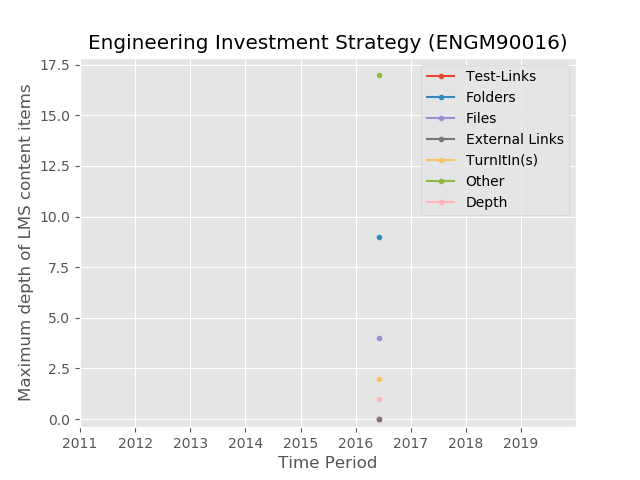 Engineering Investment Strategy (ENGM90016)
Maximum depth of LMS content items
17.5
15.0
12.5
10.0
7.5
5.0
2.5
0.0
Test-Links
Folders
Files
External Links
TurnItIn(s)
Other
Depth
2011 2012 2013 2014 2015 2016 2017 2018 2019
Time Period